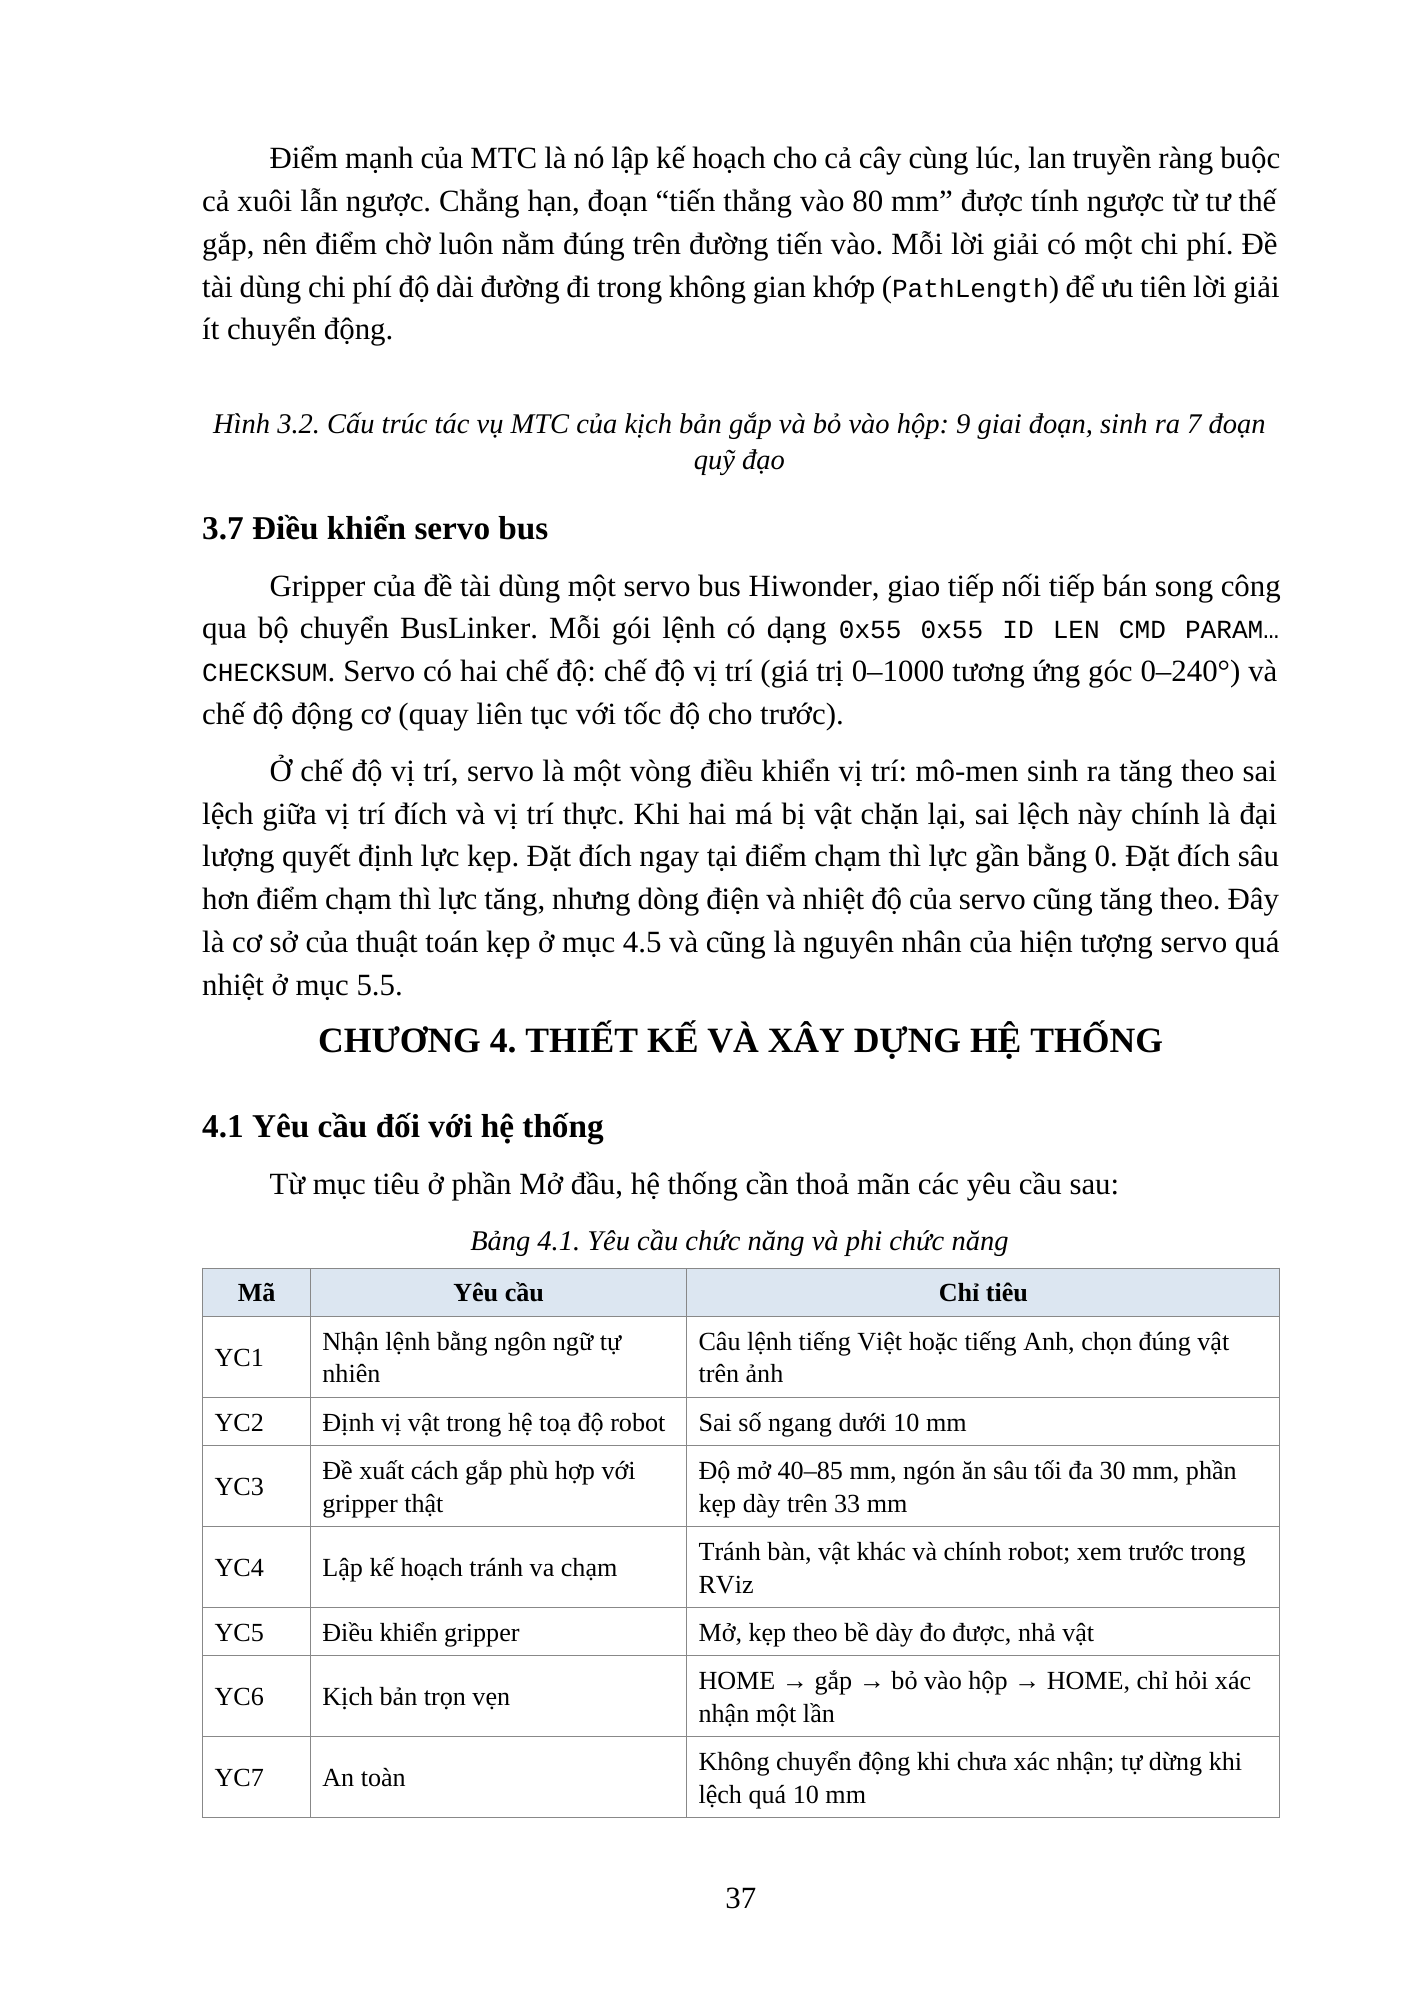 Điểm mạnh của MTC là nó lập kế hoạch cho cả cây cùng lúc, lan truyền ràng buộc
cả xuôi lẫn ngược. Chẳng hạn, đoạn “tiến thẳng vào 80 mm” được tính ngược từ tư thế
gắp, nên điểm chờ luôn nằm đúng trên đường tiến vào. Mỗi lời giải có một chi phí. Đề
tài dùng chi phí độ dài đường đi trong không gian khớp (PathLength) để ưu tiên lời giải
ít chuyển động.
Hình 3.2. Cấu trúc tác vụ MTC của kịch bản gắp và bỏ vào hộp: 9 giai đoạn, sinh ra 7 đoạn
quỹ đạo
3.7 Điều khiển servo bus
Gripper của đề tài dùng một servo bus Hiwonder, giao tiếp nối tiếp bán song công
qua bộ chuyển BusLinker. Mỗi gói lệnh có dạng 0x55 0x55 ID LEN CMD PARAM…
CHECKSUM. Servo có hai chế độ: chế độ vị trí (giá trị 0–1000 tương ứng góc 0–240°) và
chế độ động cơ (quay liên tục với tốc độ cho trước).
Ở chế độ vị trí, servo là một vòng điều khiển vị trí: mô-men sinh ra tăng theo sai
lệch giữa vị trí đích và vị trí thực. Khi hai má bị vật chặn lại, sai lệch này chính là đại
lượng quyết định lực kẹp. Đặt đích ngay tại điểm chạm thì lực gần bằng 0. Đặt đích sâu
hơn điểm chạm thì lực tăng, nhưng dòng điện và nhiệt độ của servo cũng tăng theo. Đây
là cơ sở của thuật toán kẹp ở mục 4.5 và cũng là nguyên nhân của hiện tượng servo quá
nhiệt ở mục 5.5.
CHƯƠNG 4. THIẾT KẾ VÀ XÂY DỰNG HỆ THỐNG
4.1 Yêu cầu đối với hệ thống
Từ mục tiêu ở phần Mở đầu, hệ thống cần thoả mãn các yêu cầu sau:
Bảng 4.1. Yêu cầu chức năng và phi chức năng
Mã Yêu cầu Chỉ tiêu
YC1 Nhận lệnh bằng ngôn ngữ tự
nhiên
Câu lệnh tiếng Việt hoặc tiếng Anh, chọn đúng vật
trên ảnh
YC2 Định vị vật trong hệ toạ độ robot Sai số ngang dưới 10 mm
YC3 Đề xuất cách gắp phù hợp với
gripper thật
Độ mở 40–85 mm, ngón ăn sâu tối đa 30 mm, phần
kẹp dày trên 33 mm
YC4 Lập kế hoạch tránh va chạm
Tránh bàn, vật khác và chính robot; xem trước trong
RViz
YC5 Điều khiển gripper Mở, kẹp theo bề dày đo được, nhả vật
YC6 Kịch bản trọn vẹn
HOME → gắp → bỏ vào hộp → HOME, chỉ hỏi xác
nhận một lần
YC7 An toàn
Không chuyển động khi chưa xác nhận; tự dừng khi
lệch quá 10 mm
37